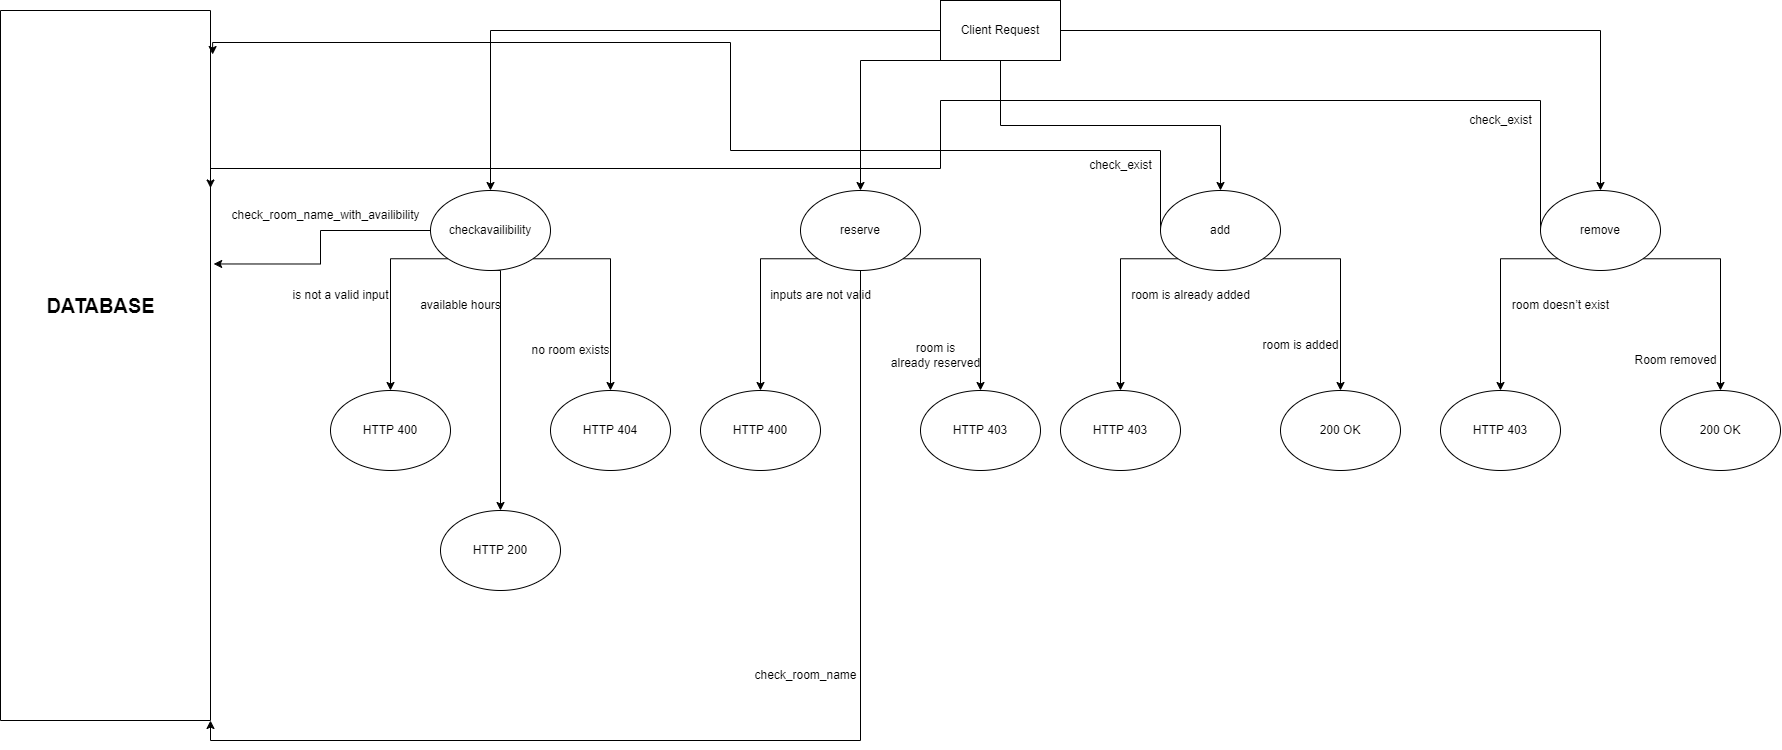 Client Request
check_exist
check_exist
check_room_name_with_availibility
checkavailibility
reserve
add
remove
is not a valid input
available hours
no room exists
inputs are not valid
room is
already reserved
room is already added
room is added
room doesn't exist
Room removed
DATABASE
HTTP 400
HTTP 404
HTTP 400
HTTP 403
HTTP 403
200 OK
HTTP 403
200 OK
HTTP 200
check_room_name